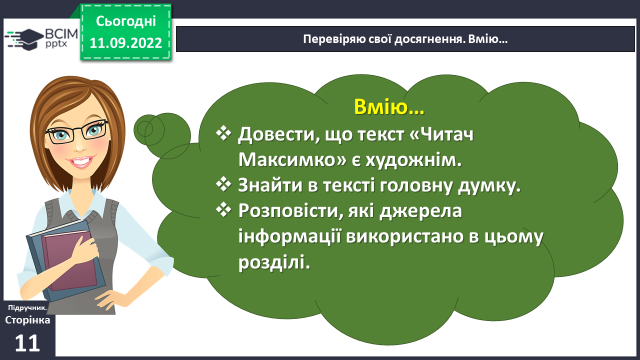 Сьогодні
11.09.2022
ВСІМ
pptx
Перевіряю свої досягнення. Вмію…
Вмію…
❖ Довести, що текст «Читач
Максимко» є художнім.
❖ Знайти в тексті головну думку.
❖ Розповісти, які джерела
інформації використано в цьому
розділі.
Підручник.
Сторінка
11